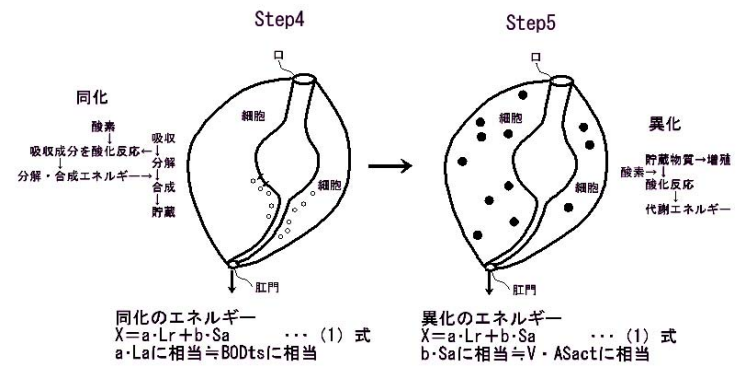 Step4
口
細胞
細胞
肛門
同化
酸素
↓
吸収
吸収成分を酸化反応←↓
↓
分解
分解・合成エネルギー→↓
合成
↓
貯蔵
同化のエネルギー
X=a·Lr+b·Sa ···(1) 式
a·Laに相当≒BODtsに相当
→
Step5
口
細胞
細胞
肛門
異化
貯蔵物質→増殖
酸素→↓
酸化反応
↓
代謝エネルギー
異化のエネルギー
X=a·Lr+b·Sa ···(1) 式
b·Saに相当≒V・ASactに相当